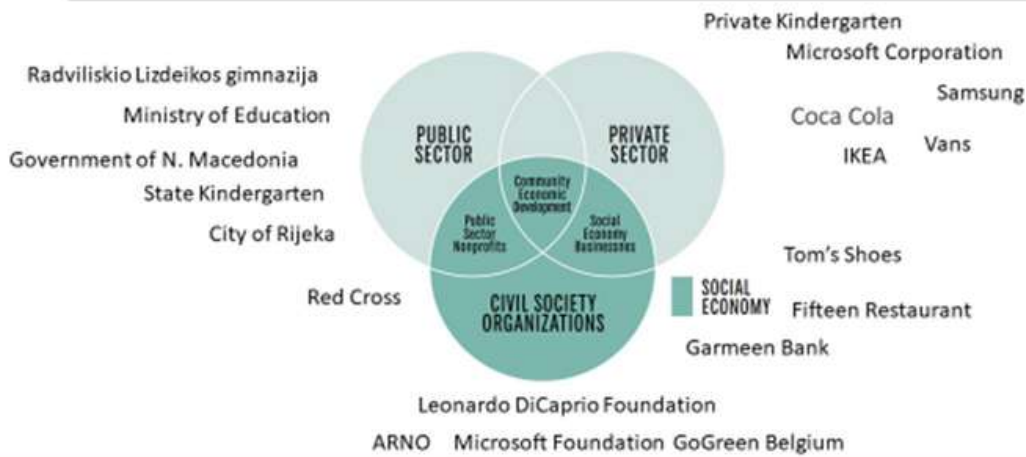 Private Kindergarten
Microsoft Corporation
Radviliskio Lizdeikos gimnazija
Samsung
Ministry of Education
Coca Cola
PUBLIC
SECTOR
PRIVATE
SECTOR
Vans
Government of N. Macedonia
IKEA
State Kindergarten
Community
Economic
Development
City of Rijeka
Public
Sector
Nonprofits
Social
Economy
Businesses
Tom's Shoes
Red Cross
CIVIL SOCIETY
ORGANIZATIONS
SOCIAL
ECONOMY
Fifteen Restaurant
Garmeen Bank
Leonardo DiCaprio Foundation
ARNO Microsoft Foundation GoGreen Belgium